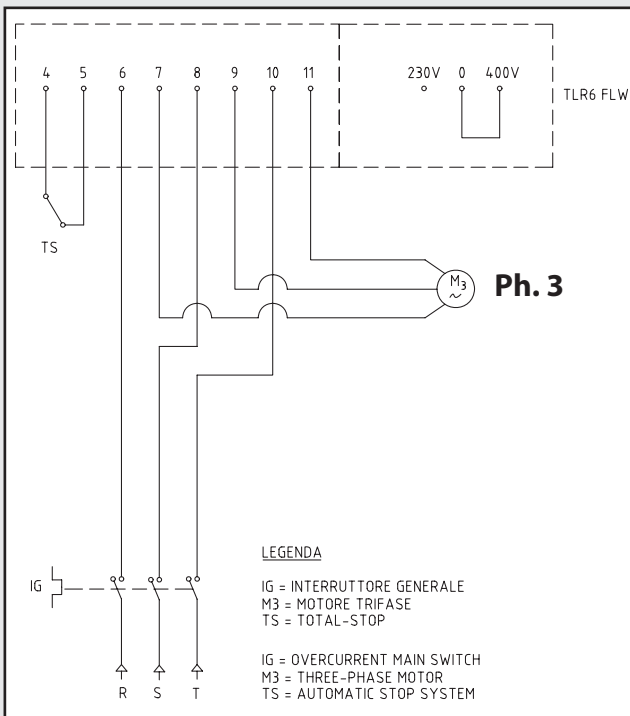 4 5 6 7 8 9 10 11 230V 0 400V
TLR6 FLW
TS
M3
~
Ph. 3
LEGENDA
IG = INTERRUTTORE GENERALE
M3 = MOTORE TRIFASE
TS = TOTAL-STOP
IG
IG = OVERCURRENT MAIN SWITCH
M3 = THREE-PHASE MOTOR
TS = AUTOMATIC STOP SYSTEM
R S T